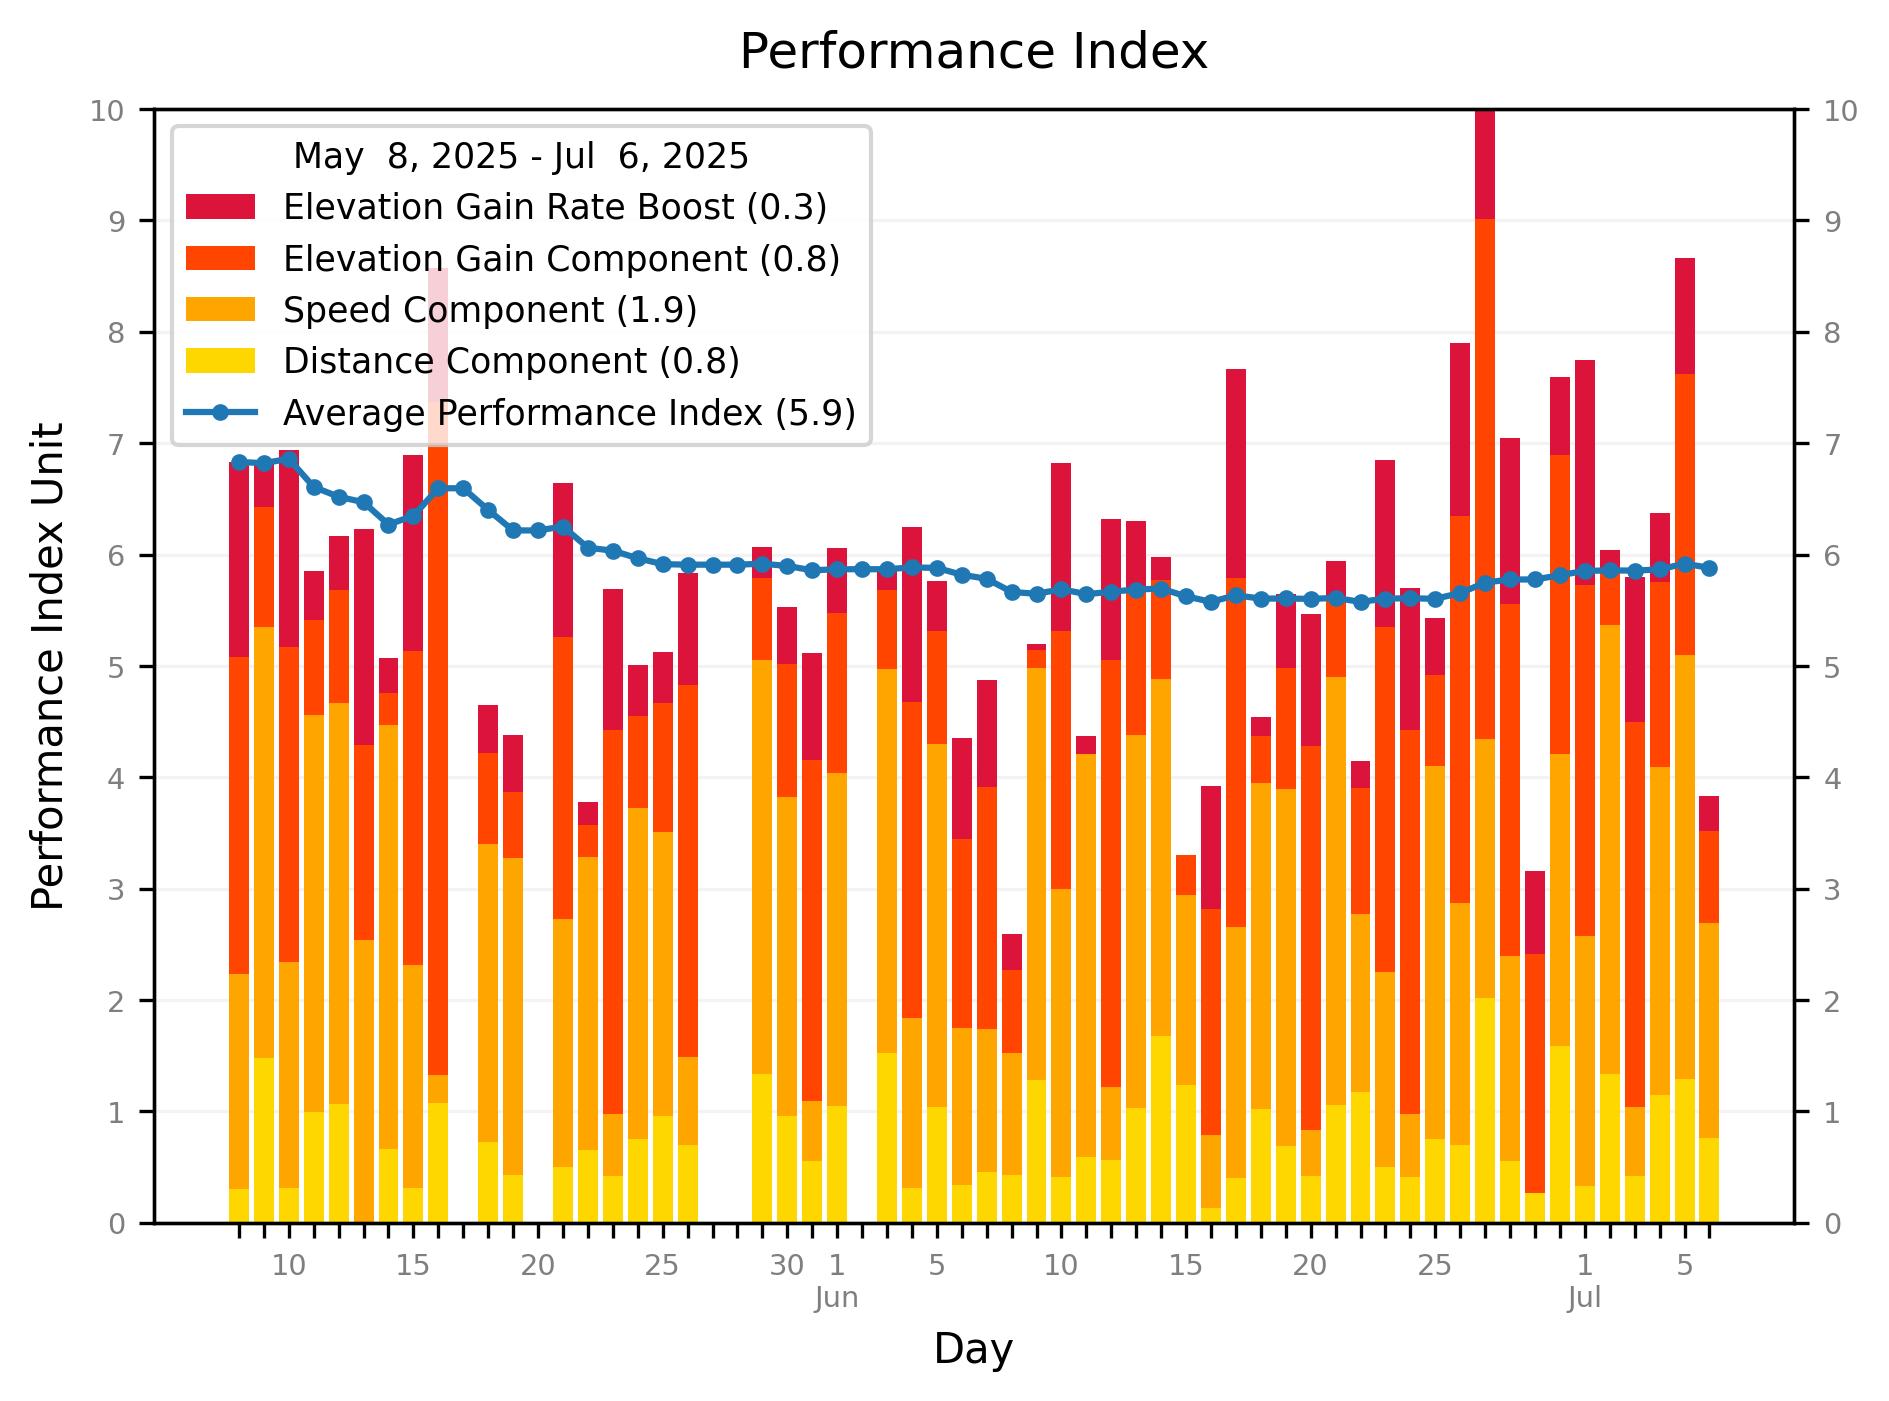 Performance Index
May  8, 2025 - Jul  6, 2025
Elevation Gain Rate Boost (0.3)
Elevation Gain Component (0.8)
Speed Component (1.9)
Distance Component (0.8)
Average Performance Index (5.9)
Performance Index Unit
10 10
9 9
8 8
7 7
6 6
5 5
4 4
3 3
2 2
1 1
0 0
10 15 20 25 30 1 5 10 15 20 25 1 5
Jun Jul
Day